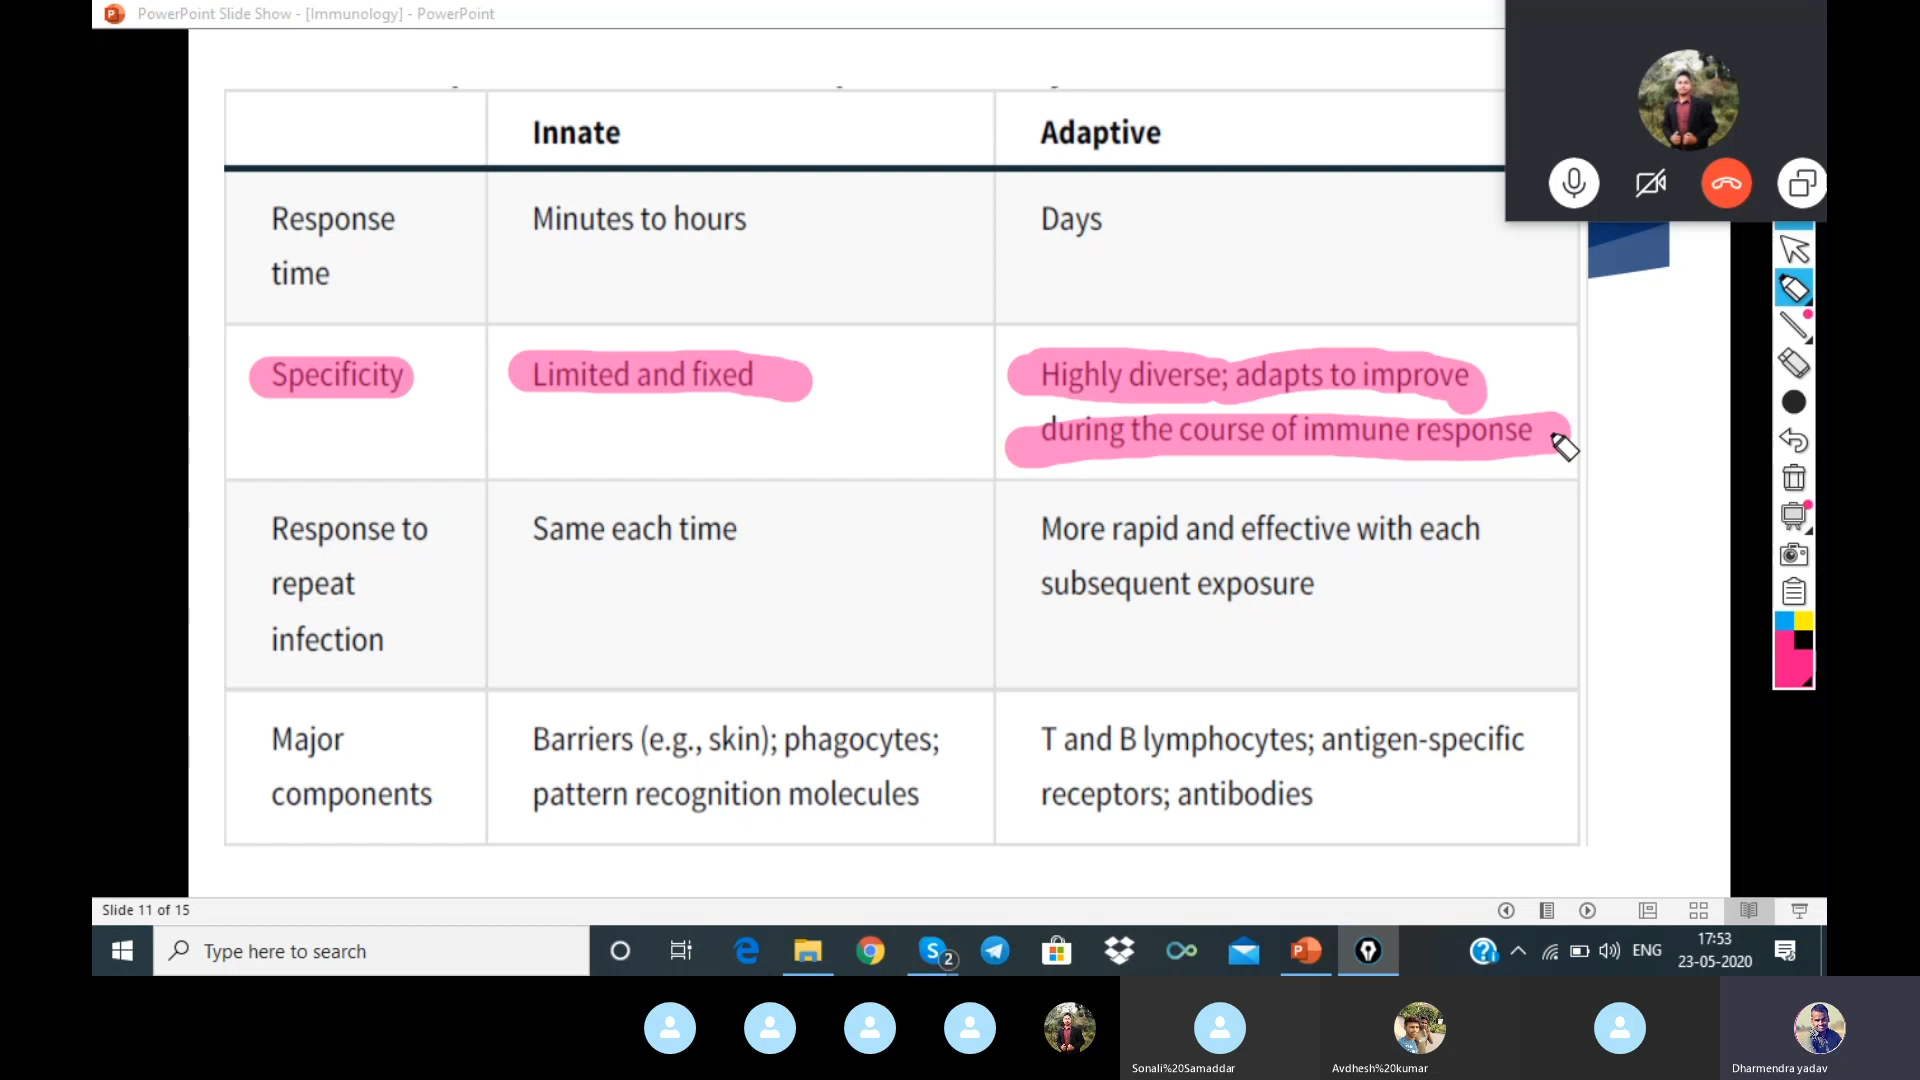 PowerPoint Slide Show - [Immunology] - PowerPoint
Innate
Adaptive
Response
time
Minutes to hours
Days
Specificity
Limited and fixed
Highly diverse; adapts to improve
during the course of immune response
Response to
repeat
infection
Same each time
More rapid and effective with each
subsequent exposure
Major
components
Barriers (e.g., skin); phagocytes;
pattern recognition molecules
T and B lymphocytes; antigen-specific
receptors; antibodies
Slide 11 of 15
Type here to search
2
ENG
17:53
23-05-2020
Sonali%20Samaddar
Avdhesh%20kumar
Dharmendra yadav